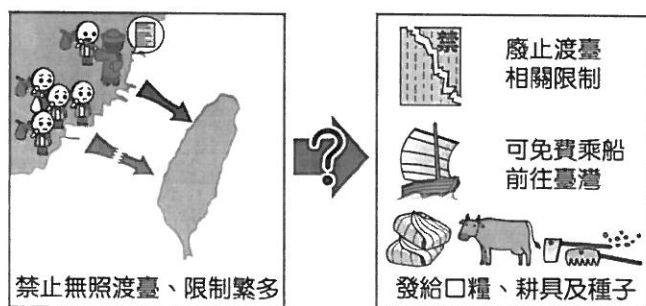 禁止無照渡臺、限制繁多
?
禁
廢止渡臺
相關限制
可免費乘船
前往臺灣
發給口糧、耕具及種子